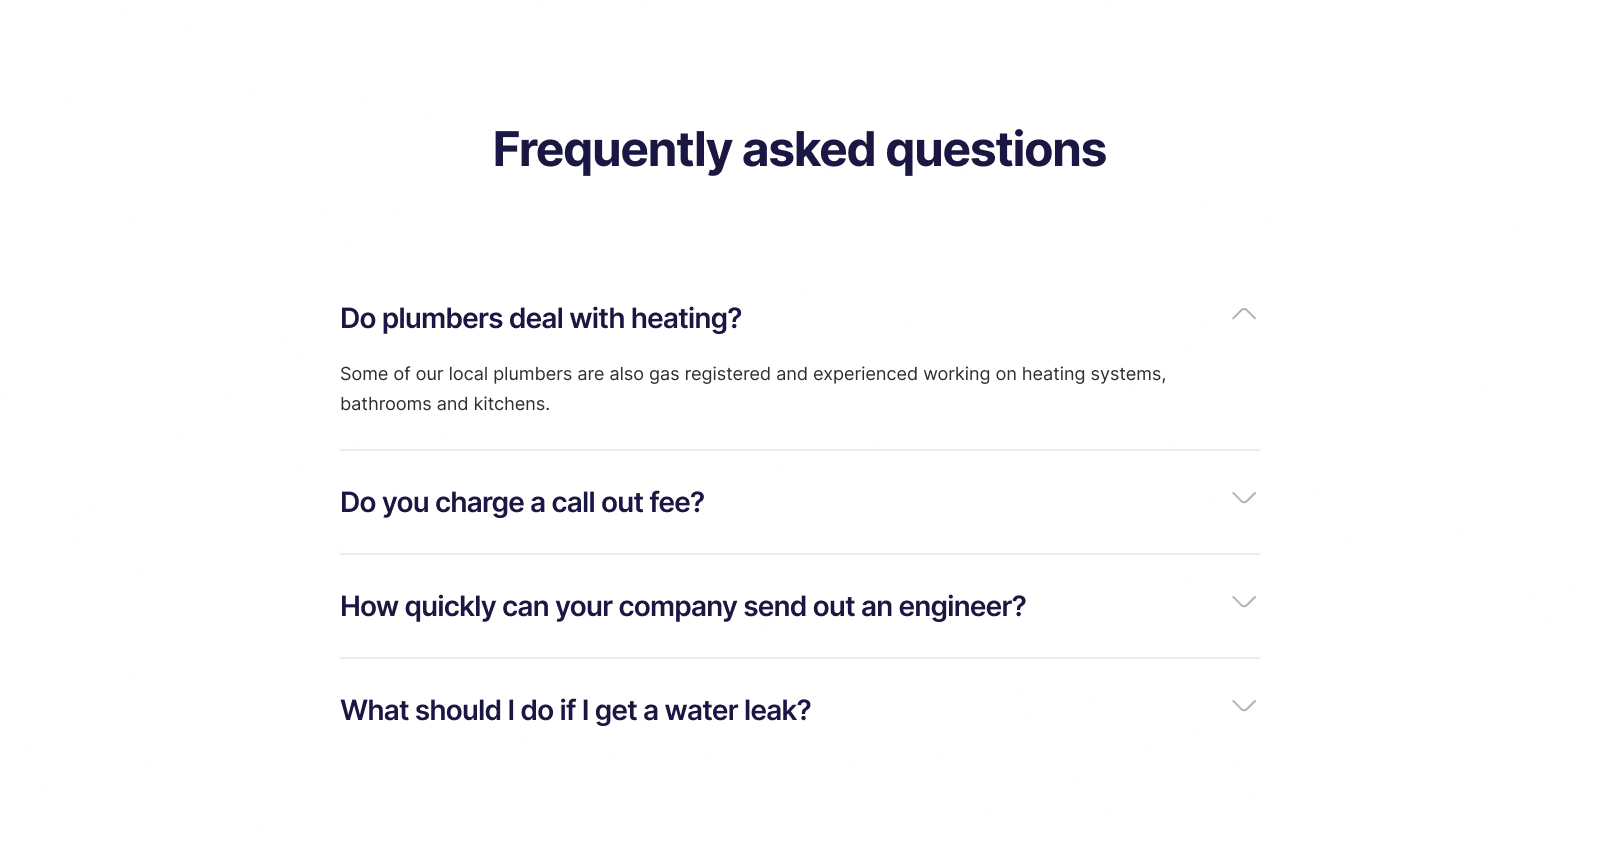 Frequently asked questions
Do plumbers deal with heating?
Some of our local plumbers are also gas registered and experienced working on heating systems,
bathrooms and kitchens.
Do you charge a call out fee?
How quickly can your company send out an engineer?
What should I do if I get a water leak?